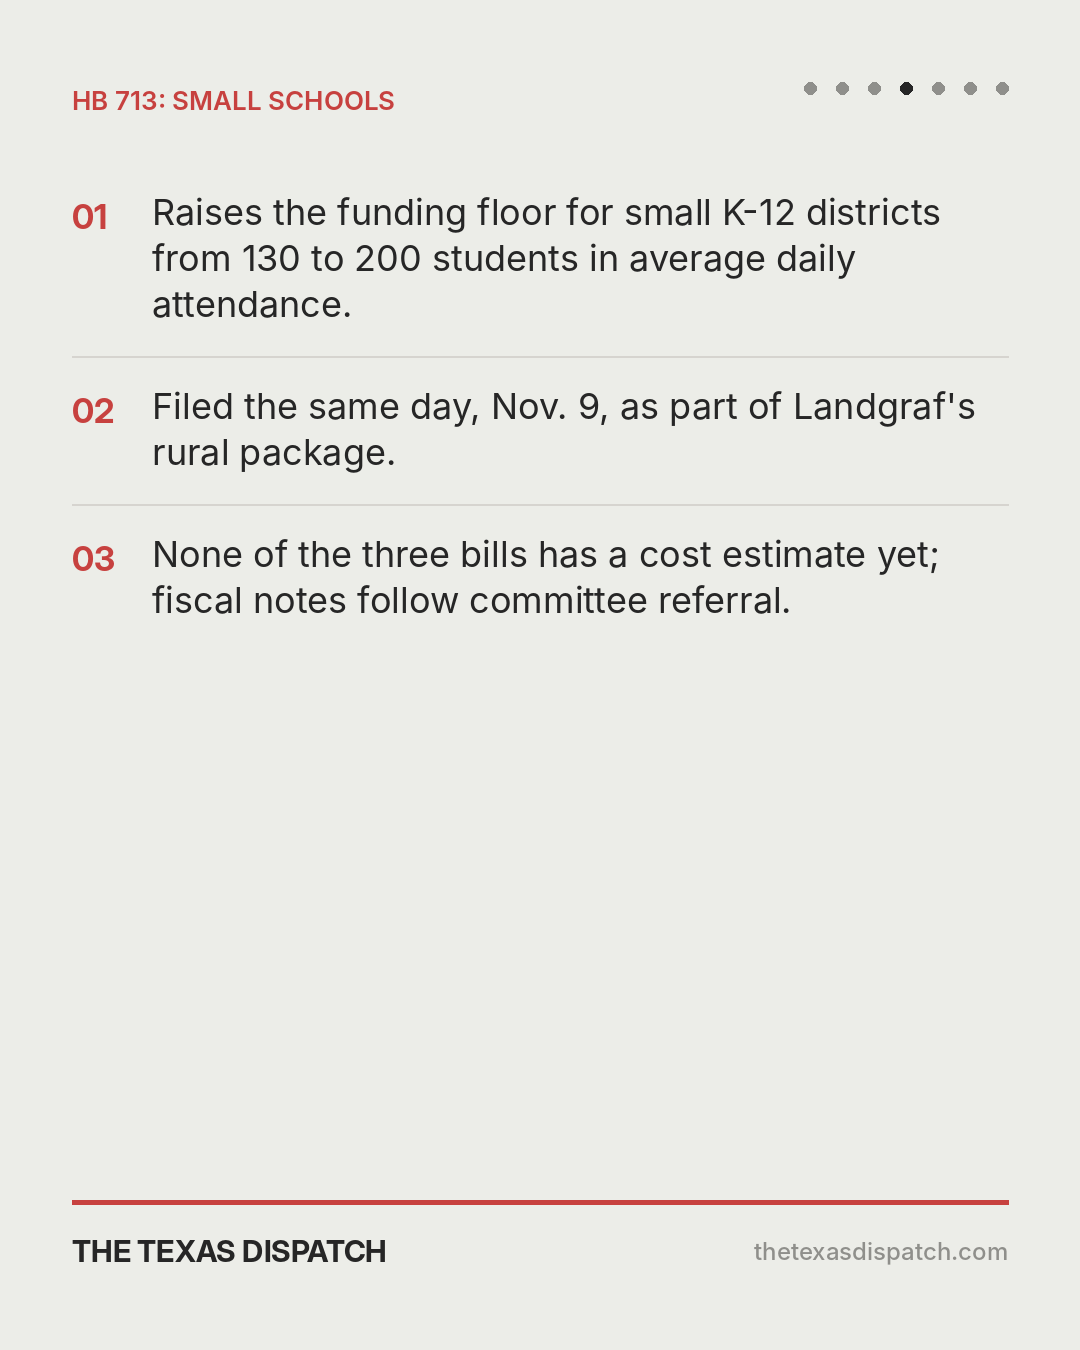 HB 713: SMALL SCHOOLS
01 Raises the funding floor for small K-12 districts
from 130 to 200 students in average daily
attendance.
02 Filed the same day, Nov. 9, as part of Landgraf's
rural package.
03 None of the three bills has a cost estimate yet;
fiscal notes follow committee referral.
THE TEXAS DISPATCH
thetexasdispatch.com